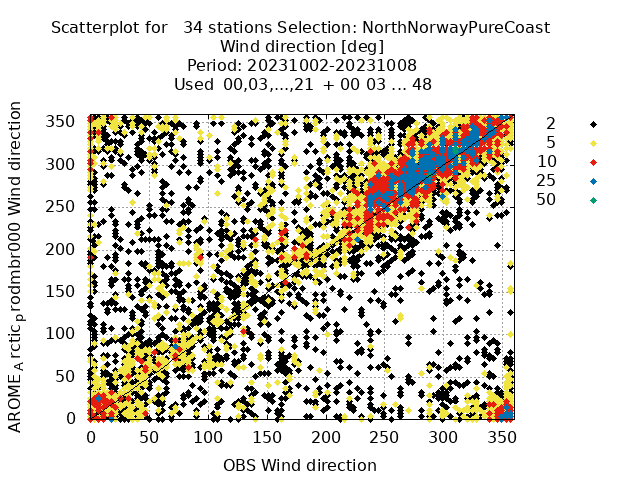 Scatterplot for   34 stations Selection: NorthNorwayPureCoast
Wind direction [deg]
Period: 20231002-20231008
Used 00,03,...,21 + 00 03 ... 48
AROME_Arctic_prodmbr000 Wind direction
350
300
250
200
150
100
50
0
0 50 100 150 200 250 300 350
OBS Wind direction
2
5
10
25
50